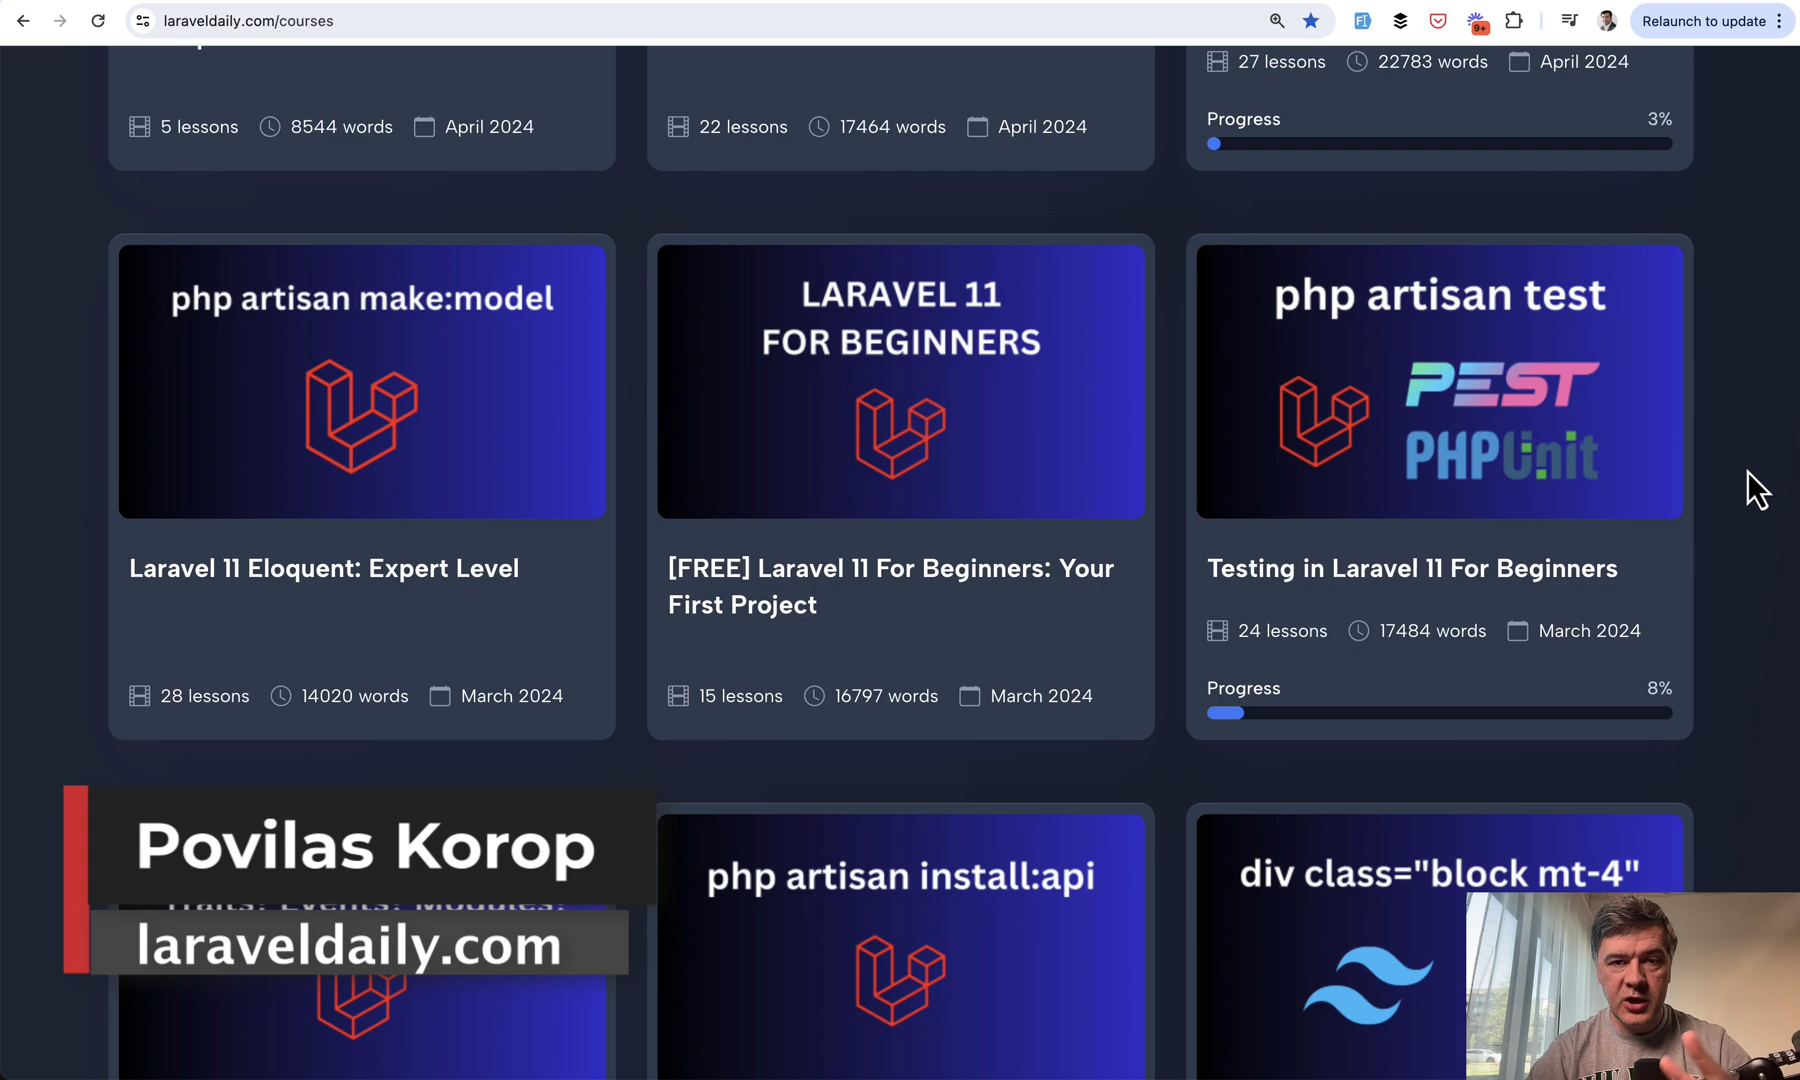 laraveldaily.com/courses
9+
Relaunch to update
27 lessons 22783 words April 2024
5 lessons 8544 words April 2024
22 lessons 17464 words April 2024
Progress 3%
php artisan make:model
LARAVEL 11
FOR BEGINNERS
php artisan test
PEST
PHPUnit
Laravel 11 Eloquent: Expert Level
28 lessons 14020 words March 2024
[FREE] Laravel 11 For Beginners: Your
First Project
15 lessons 16797 words March 2024
Testing in Laravel 11 For Beginners
24 lessons 17484 words March 2024
Progress 8%
Povilas Korop
Traits? Events? Modules?
laraveldaily.com
php artisan install:api
div class="block mt-4"